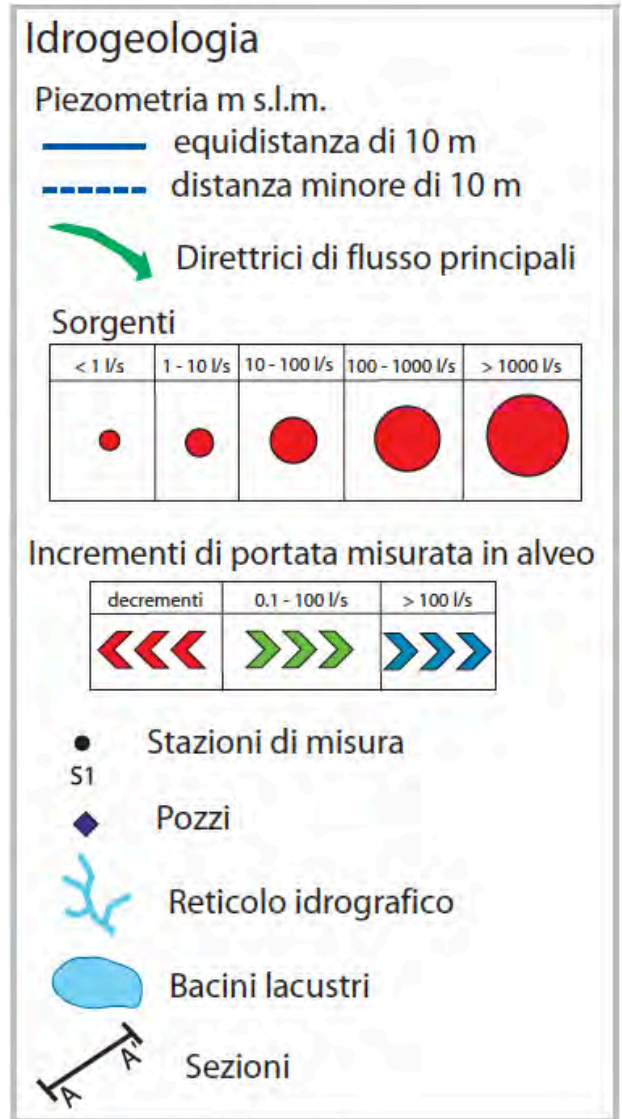 Idrogeologia
Piezometria m s.l.m.
equidistanza di 10 m
distanza minore di 10 m
Direttrici di flusso principali
Sorgenti
< 1 l/s 1 - 10 l/s 10 - 100 l/s 100 - 1000 l/s > 1000 l/s
Incrementi di portata misurata in alveo
decrementi 0.1 - 100 l/s > 100 l/s
Stazioni di misura
S1
Pozzi
Reticolo idrografico
Bacini lacustri
A A'
Sezioni